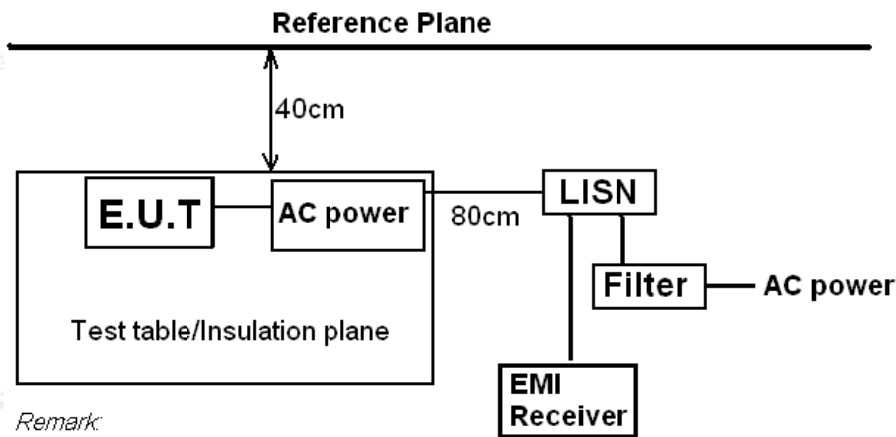 Reference Plane
40cm
E.U.T
AC power
80cm
LISN
Filter
AC power
Test table/Insulation plane
EMI
Receiver
Remark: